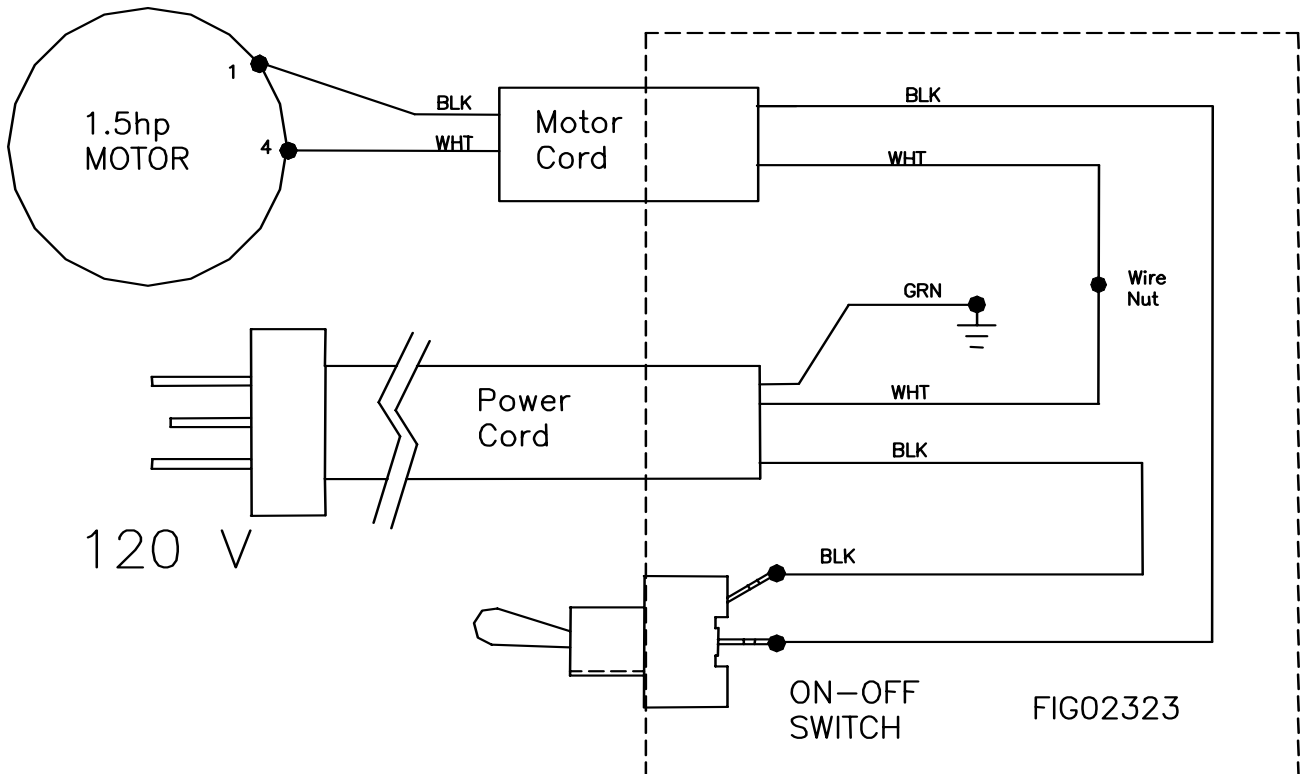 1
BLK
BLK
1.5hp
MOTOR
Motor
Cord
4
WHT
WHT
GRN
Wire
Nut
Power
Cord
WHT
BLK
120 V
BLK
ON-OFF
SWITCH
FIG02323